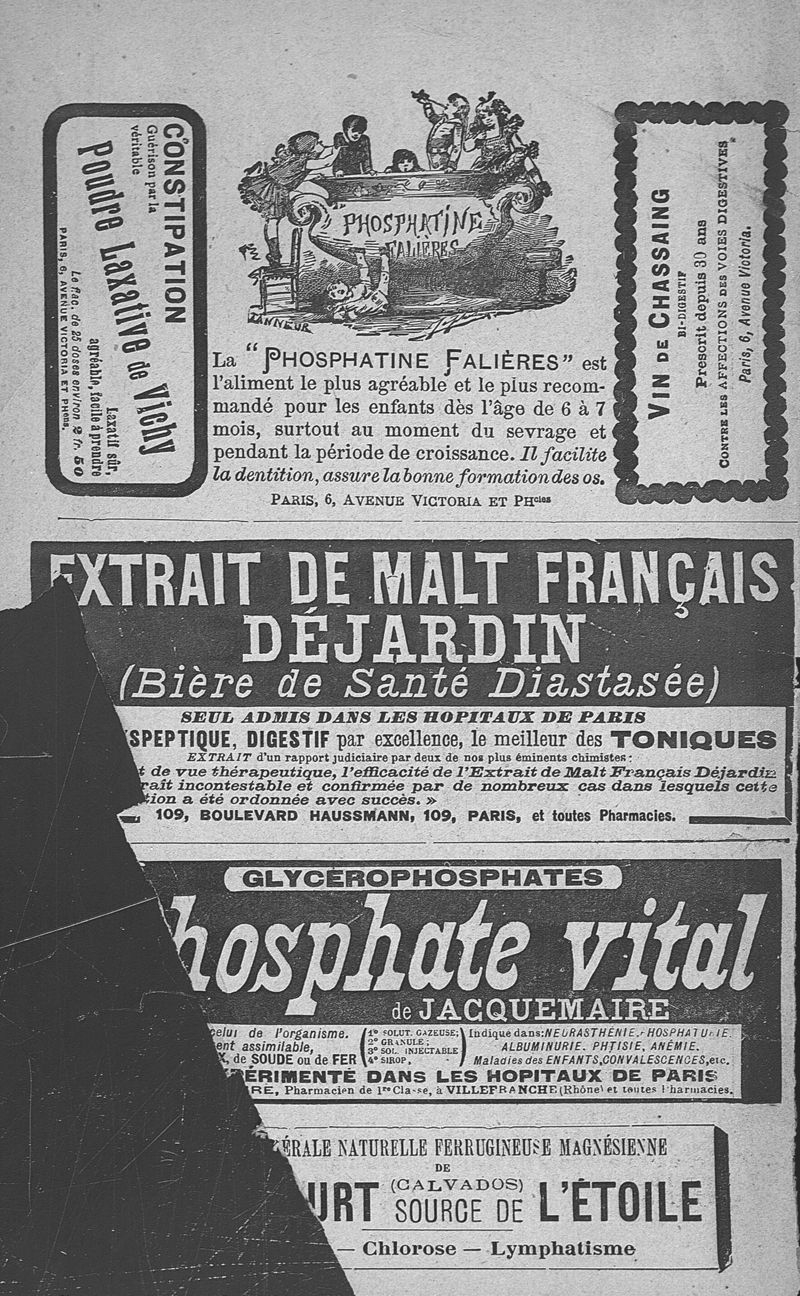 CONSTIPATION
Guérison par la
véritable
Poudre Laxative de Vichy
Laxatif sûr,
agréable, facile à prendre
Le flac. de 25 doses environ 2 fr. 50
PARIS, 6, AVENUE VICTORIA ET PHcies.
PHOSPHATINE
FALIÈRES
ZANNEUR
La "PHOSPHATINE FALIÈRES" est
l'aliment le plus agréable et le plus recom-
mandé pour les enfants dès l'âge de 6 à 7
mois, surtout au moment du sevrage et
pendant la période de croissance. Il facilite
la dentition, assure la bonne formation des os.
PARIS, 6, AVENUE VICTORIA ET PHcies
VIN DE CHASSAING
BI-DIGESTIF
Prescrit depuis 30 ans
CONTRE LES AFFECTIONS DES VOIES DIGESTIVES
Paris, 6, Avenue Victoria.
EXTRAIT DE MALT FRANÇAIS
DÉJARDIN
(Bière de Santé Diastasée)
SEUL ADMIS DANS LES HOPITAUX DE PARIS
SPEPTIQUE, DIGESTIF par excellence, le meilleur des TONIQUES
EXTRAIT d'un rapport judiciaire par deux de nos plus éminents chimistes:
t de vue thérapeutique, l'efficacité de l'Extrait de Malt Français Déjardin
raît incontestable et confirmée par de nombreux cas dans lesquels cette
tion a été ordonnée avec succès. »
109, BOULEVARD HAUSSMANN, 109, PARIS, et toutes Pharmacies.
GLYCÉROPHOSPHATES
hosphate vital
de JACQUEMAIRE
celui de l'organisme.
ent assimilable,
de SOUDE ou de FER
1° SOLUT. GAZEUSE;
2° GRANULE;
3° SOL. INJECTABLE
4° SIROP,
Indiqué dans: NEURASTHÉNIE, PHOSPHATURIE
ALBUMINURIE, PHTISIE, ANÉMIE.
Maladies des ENFANTS, CONVALESCENCES, etc.
PÉRIMENTÉ DANS LES HOPITAUX DE PARIS
RE, Pharmacien de 1re Classe, à VILLEFRANCHE (Rhône) et toutes Pharmacies.
ÉRALE NATURELLE FERRUGINEUSE MAGNÉSIENNE
DE
URT (CALVADOS) SOURCE DE L'ÉTOILE
— Chlorose — Lymphatisme